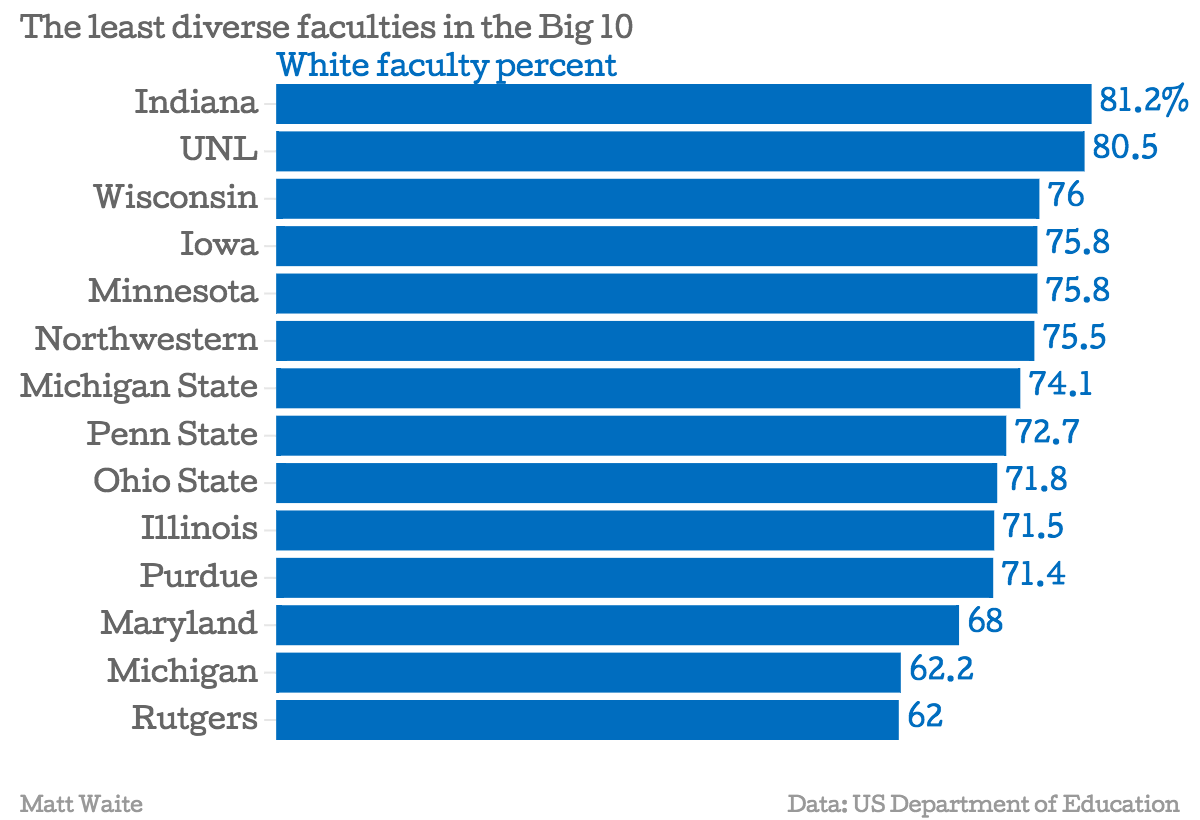 The least diverse faculties in the Big 10
White faculty percent
Indiana 81.2%
UNL 80.5
Wisconsin 76
Iowa 75.8
Minnesota 75.8
Northwestern 75.5
Michigan State 74.1
Penn State 72.7
Ohio State 71.8
Illinois 71.5
Purdue 71.4
Maryland 68
Michigan 62.2
Rutgers 62
Matt Waite Data: US Department of Education